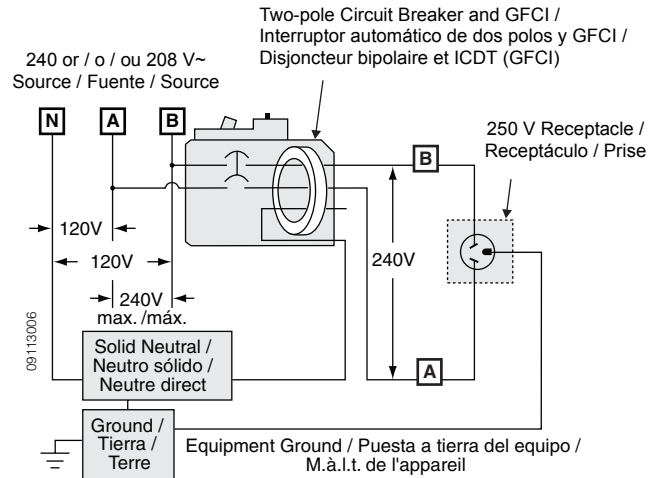 Two-pole Circuit Breaker and GFCI /
Interruptor automático de dos polos y GFCI /
Disjoncteur bipolaire et ICDT (GFCI)
240 or / o / ou 208 V~
Source / Fuente / Source
N
A
B
250 V Receptacle /
Receptáculo / Prise
B
120V
120V
240V
240V
max. /máx.
09113006
Solid Neutral /
Neutro sólido /
Neutre direct
A
Ground /
Tierra /
Terre
Equipment Ground / Puesta a tierra del equipo /
M.à.l.t. de l'appareil